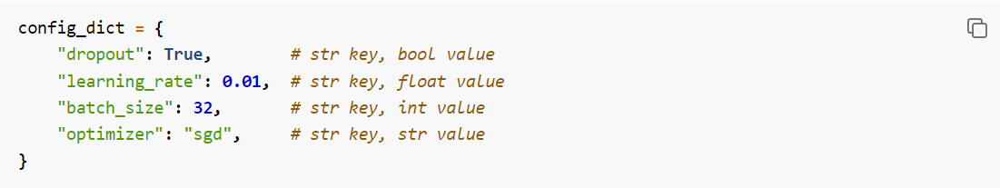 config_dict = {
    "dropout": True,        # str key, bool value
    "learning_rate": 0.01,  # str key, float value
    "batch_size": 32,       # str key, int value
    "optimizer": "sgd",     # str key, str value
}